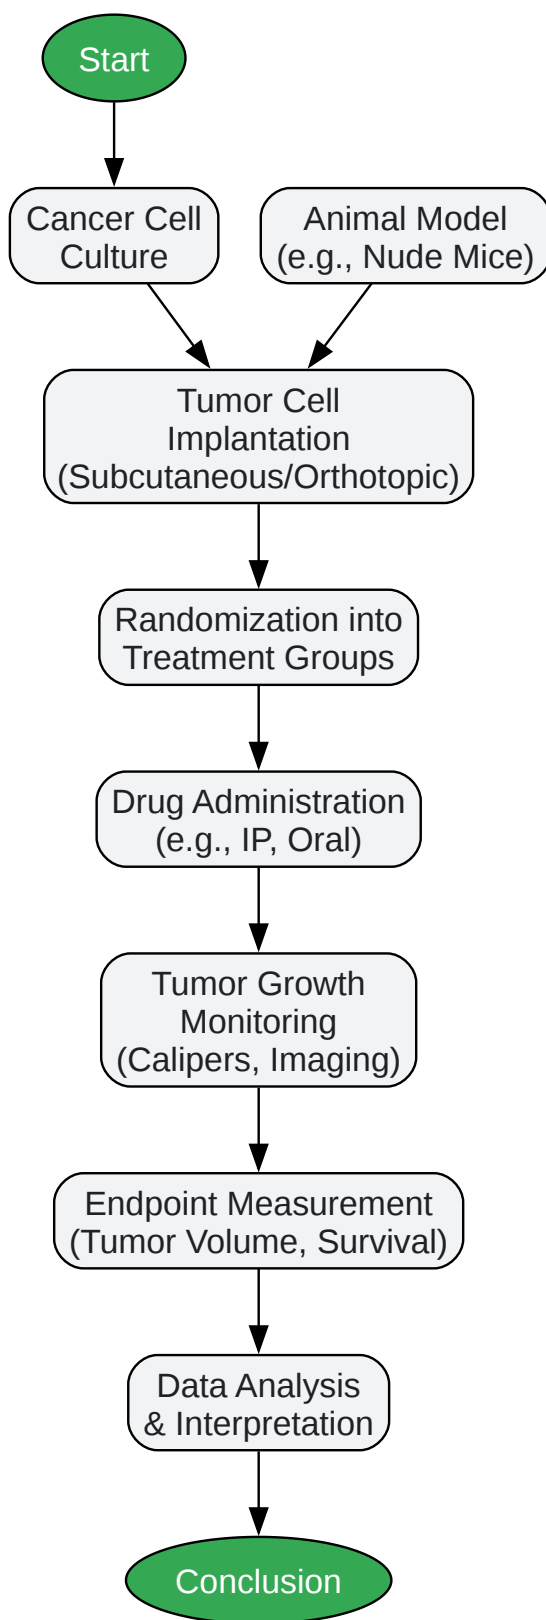 Start
Cancer Cell
Culture
Animal Model
(e.g., Nude Mice)
Tumor Cell
Implantation
(Subcutaneous/Orthotopic)
Randomization into
Treatment Groups
Drug Administration
(e.g., IP, Oral)
Tumor Growth
Monitoring
(Calipers, Imaging)
Endpoint Measurement
(Tumor Volume, Survival)
Data Analysis
& Interpretation
Conclusion